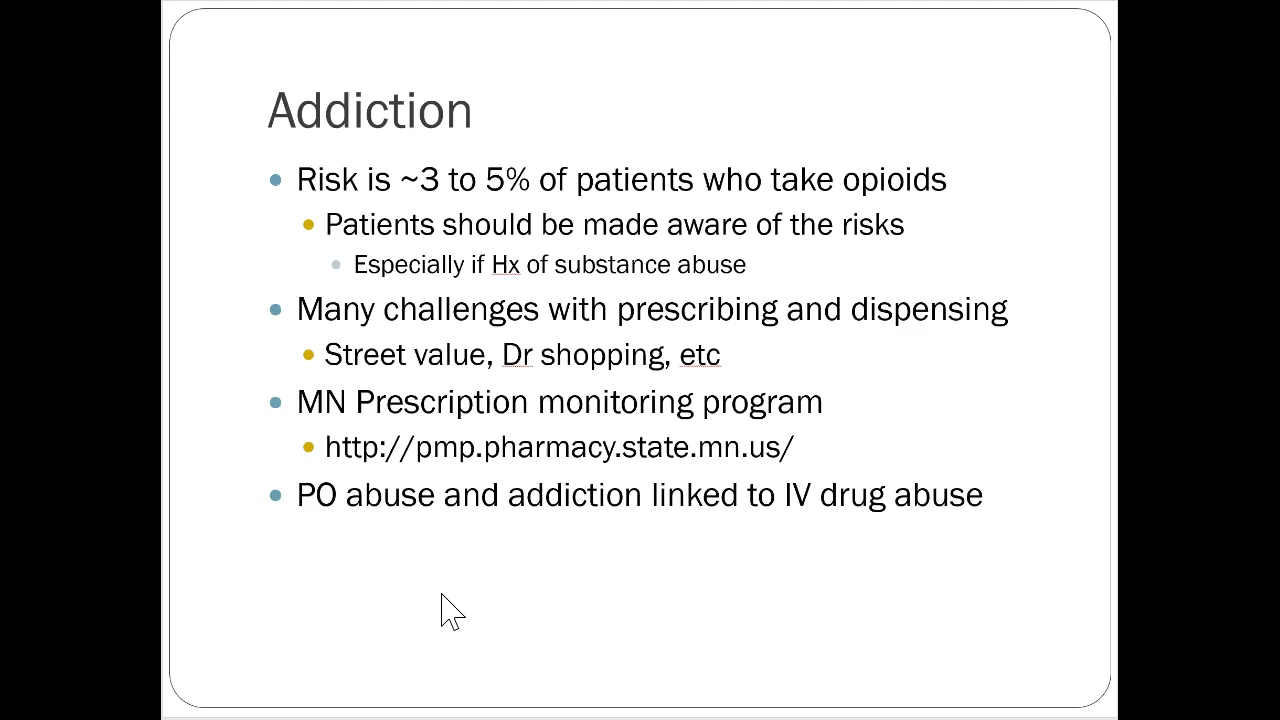 Addiction
Risk is ~3 to 5% of patients who take opioids
Patients should be made aware of the risks
Especially if Hx of substance abuse
Many challenges with prescribing and dispensing
Street value, Dr shopping, etc
MN Prescription monitoring program
http://pmp.pharmacy.state.mn.us/
PO abuse and addiction linked to IV drug abuse